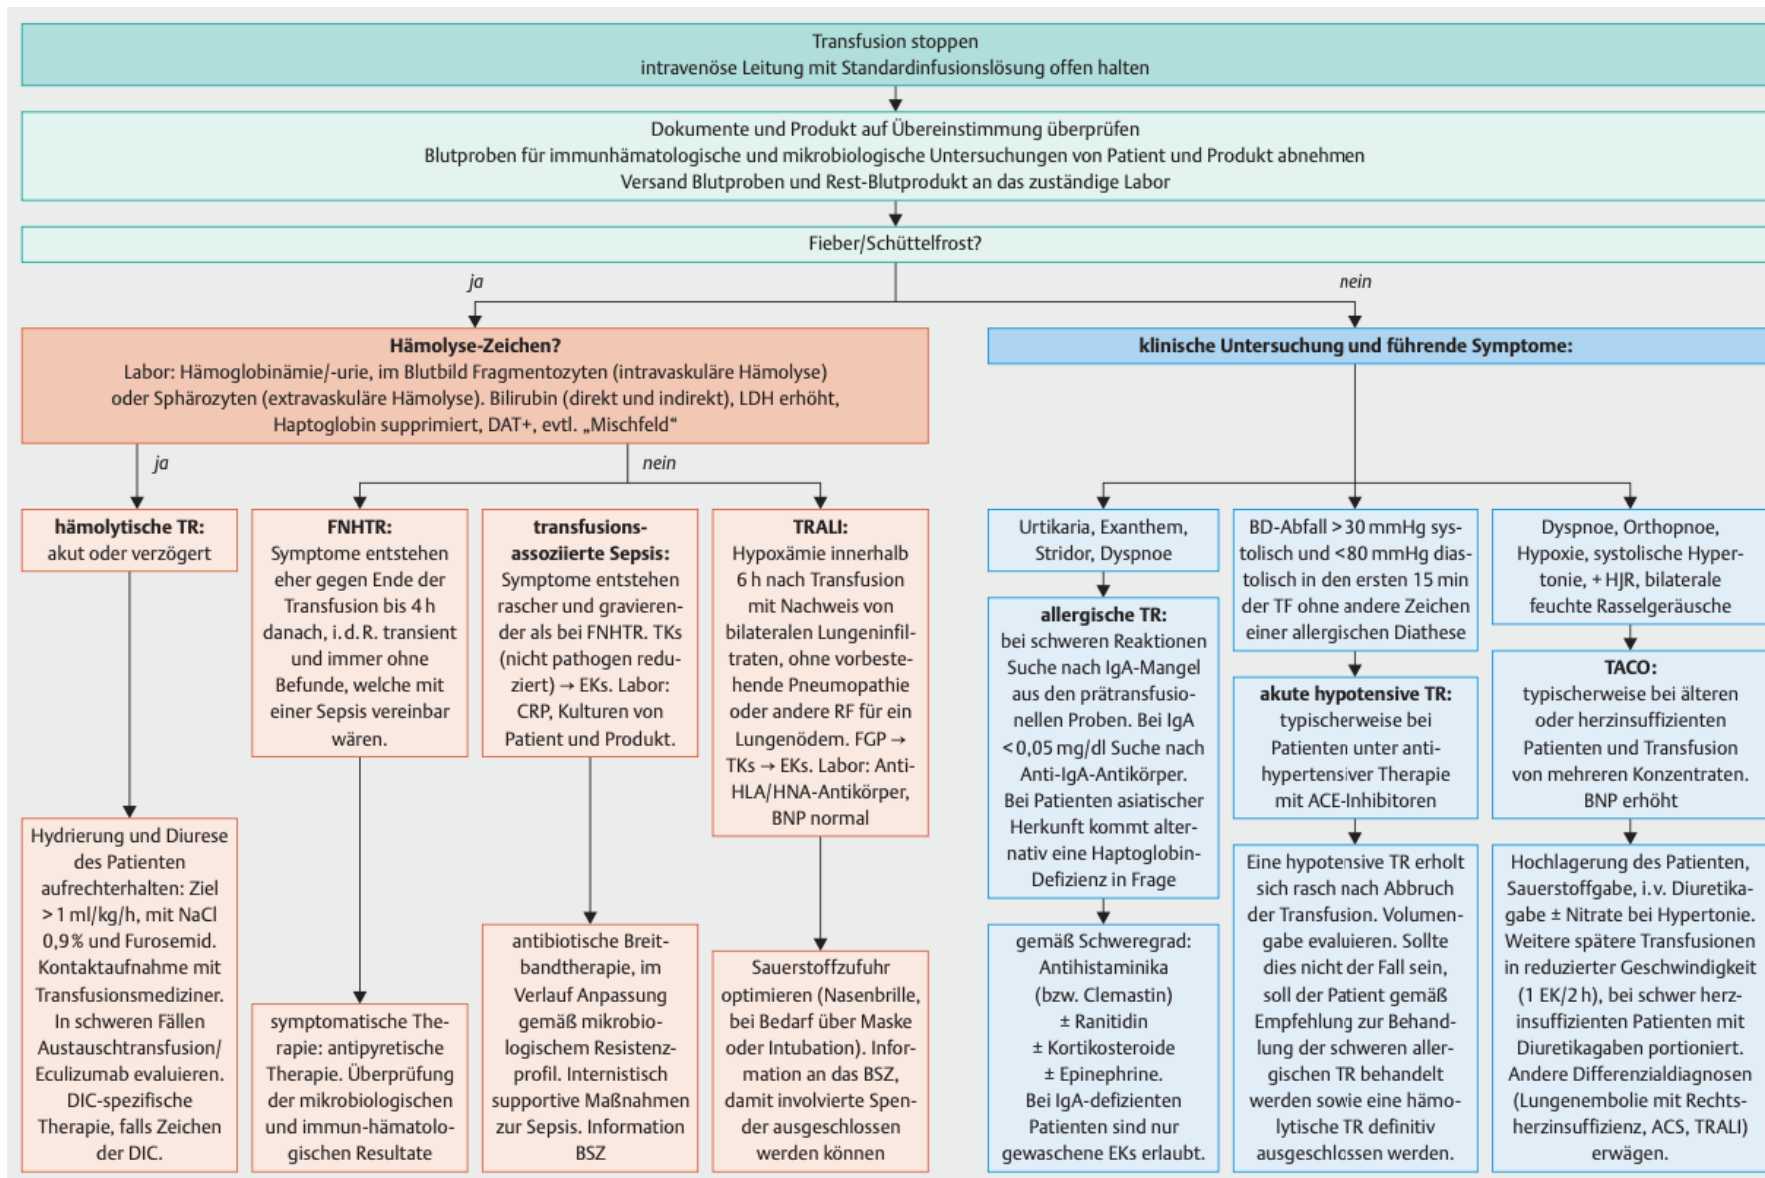 Transfusion stoppen
intravenöse Leitung mit Standardinfusionslösung offen halten
Dokumente und Produkt auf Übereinstimmung überprüfen
Blutproben für immunhämatologische und mikrobiologische Untersuchungen von Patient und Produkt abnehmen
Versand Blutproben und Rest-Blutprodukt an das zuständige Labor
Fieber/Schüttelfrost?
ja
nein
Hämolyse-Zeichen?
Labor: Hämoglobinämie/-urie, im Blutbild Fragmentozyten (intravaskuläre Hämolyse)
oder Sphärozyten (extravaskuläre Hämolyse). Bilirubin (direkt und indirekt), LDH erhöht,
Haptoglobin supprimiert, DAT+, evtl. „Mischfeld“
ja
nein
hämolytische TR:
akut oder verzögert
Hydrierung und Diurese
des Patienten
aufrechterhalten: Ziel
> 1 ml/kg/h, mit NaCl
0,9 % und Furosemid.
Kontaktaufnahme mit
Transfusionsmediziner.
In schweren Fällen
Austauschtransfusion/
Eculizumab evaluieren.
DIC-spezifische
Therapie, falls Zeichen
der DIC.
FNHTR:
Symptome entstehen
eher gegen Ende der
Transfusion bis 4 h
danach, i. d. R. transient
und immer ohne
Befunde, welche mit
einer Sepsis vereinbar
wären.
symptomatische The-
rapie: antipyretische
Therapie. Überprüfung
der mikrobiologischen
und immun-hämatolo-
gischen Resultate
transfusions-
assoziierte Sepsis:
Symptome entstehen
rascher und gravieren-
der als bei FNHTR. TKs
(nicht pathogen redu-
ziert) → EKs. Labor:
CRP, Kulturen von
Patient und Produkt.
antibiotische Breit-
bandtherapie, im
Verlauf Anpassung
gemäß mikrobio-
logischem Resistenz-
profil. Internistisch
supportive Maßnahmen
zur Sepsis. Information
BSZ
TRALI:
Hypoxämie innerhalb
6 h nach Transfusion
mit Nachweis von
bilateralen Lungeninfil-
traten, ohne vorbeste-
hende Pneumopathie
oder andere RF für ein
Lungenödem. FGP →
TKs → EKs. Labor: Anti-
HLA/HNA-Antikörper,
BNP normal
Sauerstoffzufuhr
optimieren (Nasenbrille,
bei Bedarf über Maske
oder Intubation). Infor-
mation an das BSZ,
damit involvierte Spen-
der ausgeschlossen
werden können
klinische Untersuchung und führende Symptome:
Urtikaria, Exanthem,
Stridor, Dyspnoe
allergische TR:
bei schweren Reaktionen
Suche nach IgA-Mangel
aus den prätransfusio-
nellen Proben. Bei IgA
< 0,05 mg/dl Suche nach
Anti-IgA-Antikörper.
Bei Patienten asiatischer
Herkunft kommt alter-
nativ eine Haptoglobin-
Defizienz in Frage
gemäß Schweregrad:
Antihistaminika
(bzw. Clemastin)
± Ranitidin
± Kortikosteroide
± Epinephrine.
Bei IgA-defizienten
Patienten sind nur
gewaschene EKs erlaubt.
BD-Abfall > 30 mmHg sys-
tolisch und < 80 mmHg dias-
tolisch in den ersten 15 min
der TF ohne andere Zeichen
einer allergischen Diathese
akute hypotensive TR:
typischerweise bei
Patienten unter anti-
hypertensiver Therapie
mit ACE-Inhibitoren
Eine hypotensive TR erholt
sich rasch nach Abbruch
der Transfusion. Volumen-
gabe evaluieren. Sollte
dies nicht der Fall sein,
soll der Patient gemäß
Empfehlung zur Behand-
lung der schweren aller-
gischen TR behandelt
werden sowie eine hämo-
lytische TR definitiv
ausgeschlossen werden.
Dyspnoe, Orthopnoe,
Hypoxie, systolische Hyper-
tonie, + HJR, bilaterale
feuchte Rasselgeräusche
TACO:
typischerweise bei älteren
oder herzinsuffizienten
Patienten und Transfusion
von mehreren Konzentraten.
BNP erhöht
Hochlagerung des Patienten,
Sauerstoffgabe, i. v. Diuretika-
gabe ± Nitrate bei Hypertonie.
Weitere spätere Transfusionen
in reduzierter Geschwindigkeit
(1 EK/2 h), bei schwer herz-
insuffizienten Patienten mit
Diuretikagaben portioniert.
Andere Differenzialdiagnosen
(Lungenembolie mit Rechts-
herzinsuffizienz, ACS, TRALI)
erwägen.